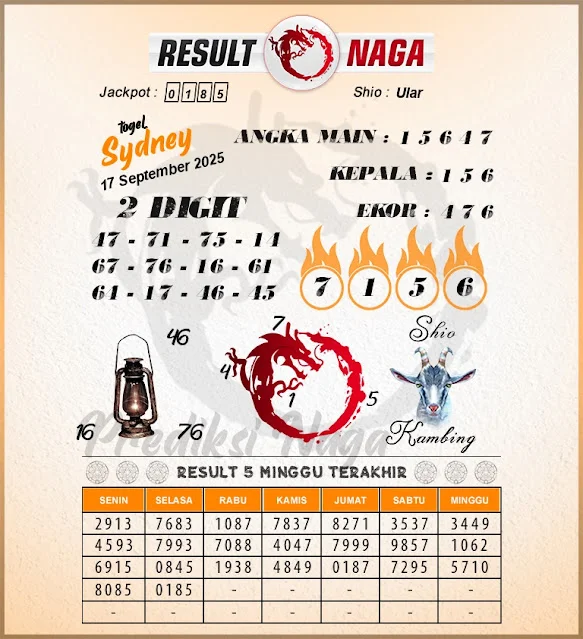 RESULT NAGA
Jackpot : 0 1 8 5 Shio : Ular
togel
Sydney
17 September 2025
ANGKA MAIN : 1 5 6 4 7
KEPALA : 1 5 6
EKOR : 4 7 6
2 DIGIT
47 - 71 - 75 - 14
67 - 76 - 16 - 61
64 - 17 - 46 - 45
7 1 5 6
46
16 76
7
4
1
5
Shio
Kambing
Prediksi Naga
RESULT 5 MINGGU TERAKHIR
SENIN SELASA RABU KAMIS JUMAT SABTU MINGGU
2913 7683 1087 7837 8271 3537 3449
4593 7993 7088 4047 7999 9857 1062
6915 0845 1938 4849 0187 7295 5710
8085 0185 - - - - -
- - - - - - -